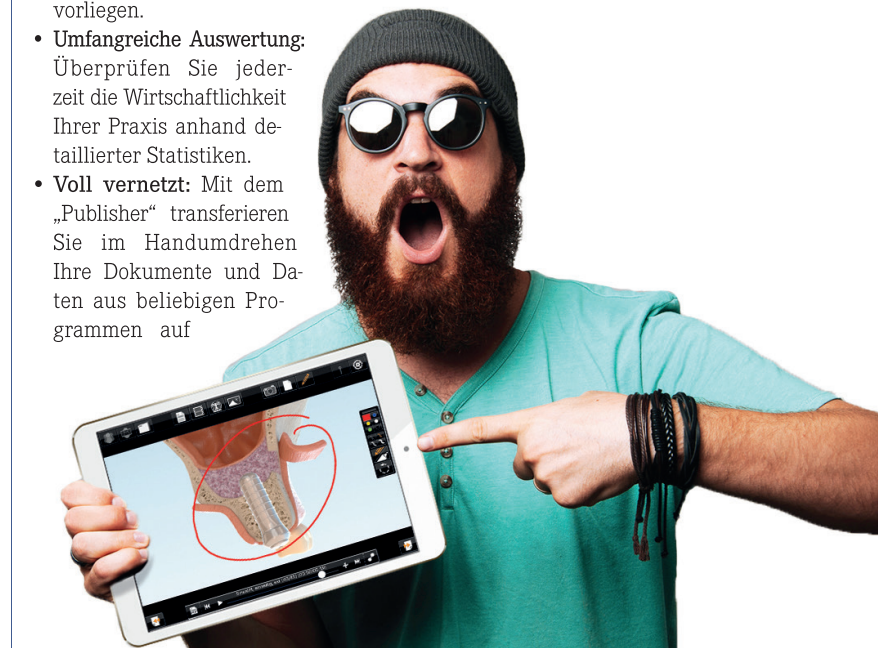 vorliegen.
• Umfangreiche Auswertung:
Überprüfen Sie jeder-
zeit die Wirtschaftlichkeit
Ihrer Praxis anhand de-
taillierter Statistiken.
• Voll vernetzt: Mit dem
„Publisher“ transferieren
Sie im Handumdrehen
Ihre Dokumente und Da-
ten aus beliebigen Pro-
grammen auf